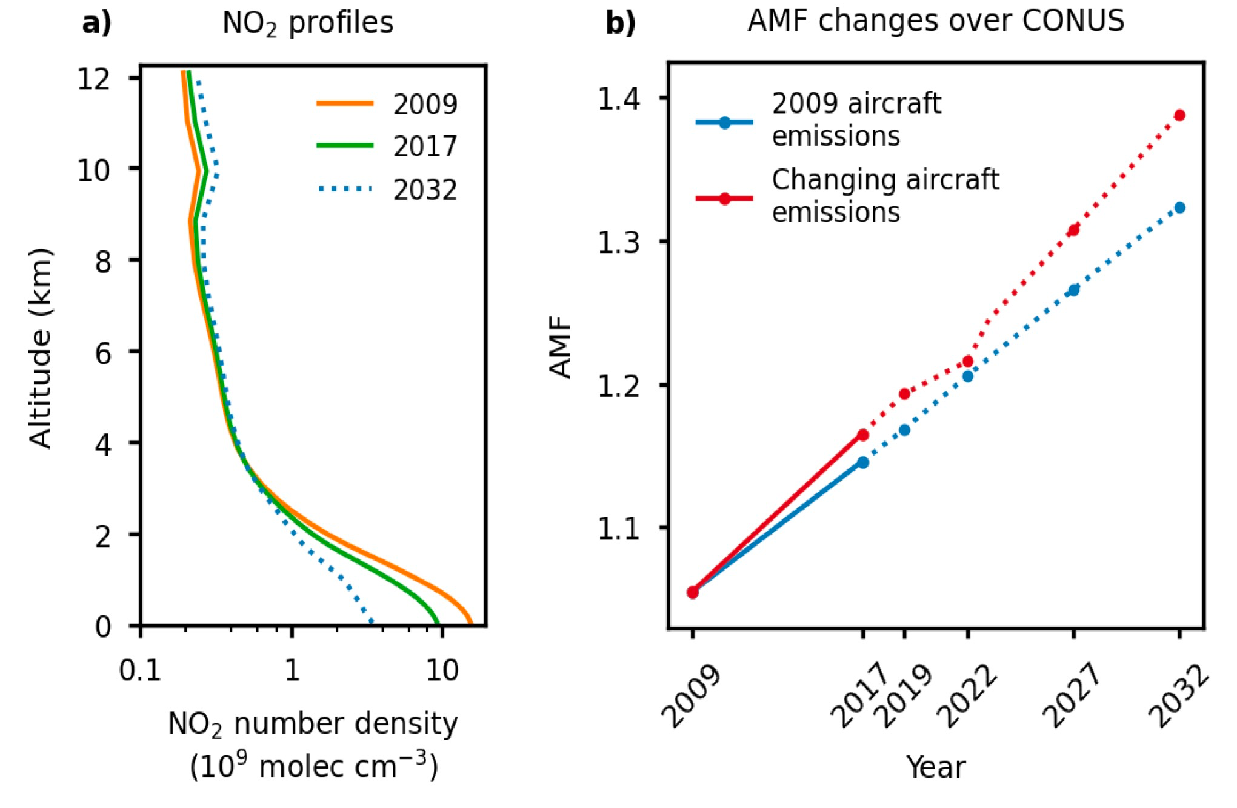 a)
NO₂ profiles
12
10
8
6
4
2
0
0.1
1
10
Altitude (km)
2009
2017
2032
NO₂ number density
(10⁹ molec cm⁻³)
b)
AMF changes over CONUS
1.4
1.3
1.2
1.1
AMF
2009 aircraft
emissions
Changing aircraft
emissions
2009
2017
2019
2022
2027
2032
Year